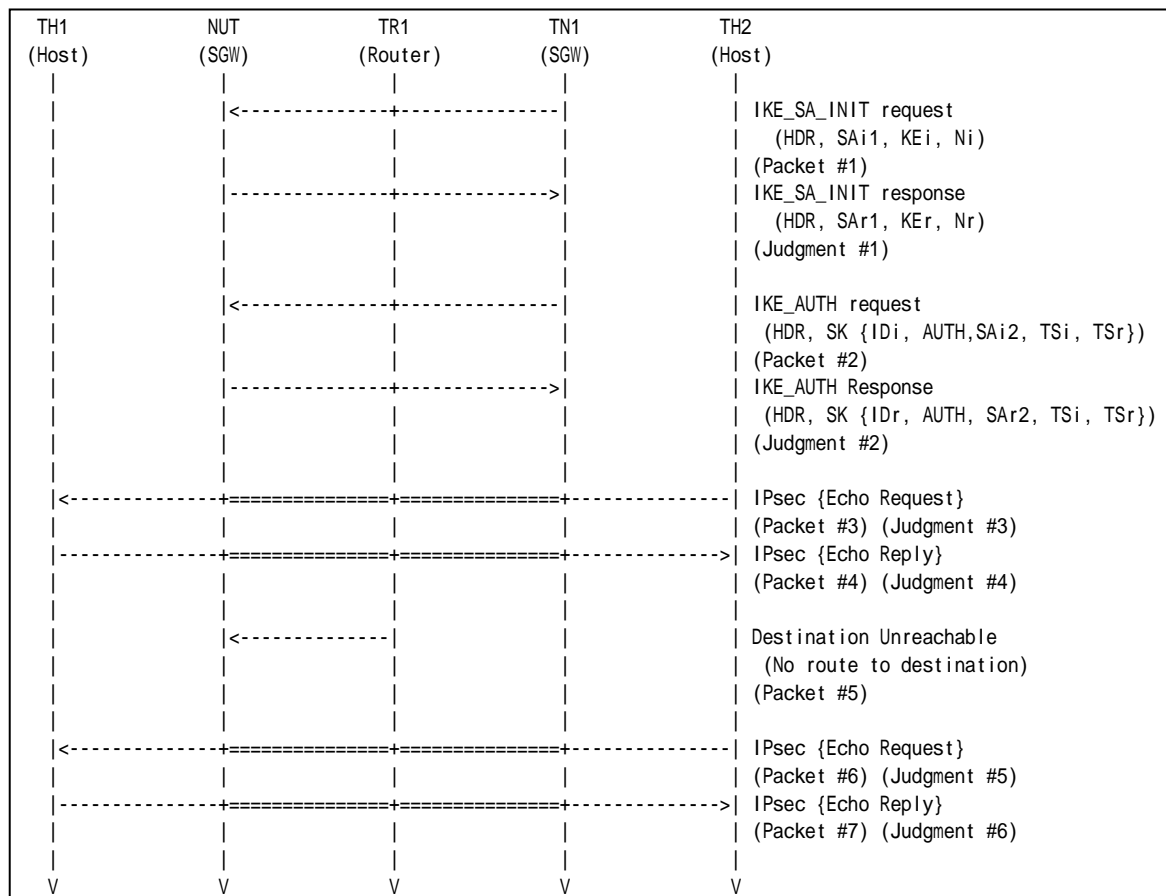 TH1 NUT TR1 TN1 TH2
(Host) (SGW) (Router) (SGW) (Host)
| | | | |
|<--------------+---------------| | IKE_SA_INIT request
(HDR, SAi1, KEi, Ni)
(Packet #1)
|---------------+-------------->| | IKE_SA_INIT response
(HDR, SAr1, KEr, Nr)
(Judgment #1)
|<--------------+---------------| | IKE_AUTH request
(HDR, SK {IDi, AUTH,SAi2, TSi, TSr})
(Packet #2)
|---------------+-------------->| | IKE_AUTH Response
(HDR, SK {IDr, AUTH, SAr2, TSi, TSr})
(Judgment #2)
|<--------------+===============+===============+---------------| IPsec {Echo Request}
(Packet #3) (Judgment #3)
|---------------+===============+===============+-------------->| IPsec {Echo Reply}
(Packet #4) (Judgment #4)
|<--------------| | Destination Unreachable
(No route to destination)
(Packet #5)
|<--------------+===============+===============+---------------| IPsec {Echo Request}
(Packet #6) (Judgment #5)
|---------------+===============+===============+-------------->| IPsec {Echo Reply}
(Packet #7) (Judgment #6)
V V V V V